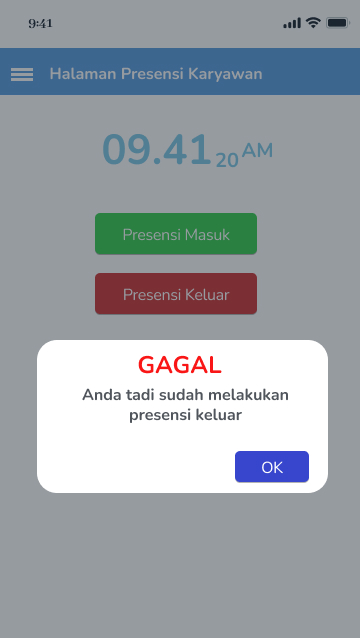 9:41
Halaman Presensi Karyawan
09.41 20 AM
Presensi Masuk
Presensi Keluar
GAGAL
Anda tadi sudah melakukan
presensi keluar
OK